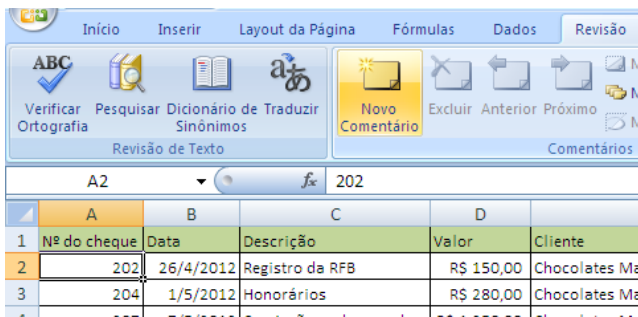 Início Inserir Layout da Página Fórmulas Dados Revisão
ABC
Verificar Ortografia Pesquisar Dicionário de Sinônimos Traduzir Novo Comentário Excluir Anterior Próximo
Revisão de Texto Comentários
A2 fx 202
A B C D
1 Nº do cheque Data Descrição Valor Cliente
2 202 26/4/2012 Registro da RFB R$ 150,00 Chocolates
3 204 1/5/2012 Honorários R$ 280,00 Chocolates